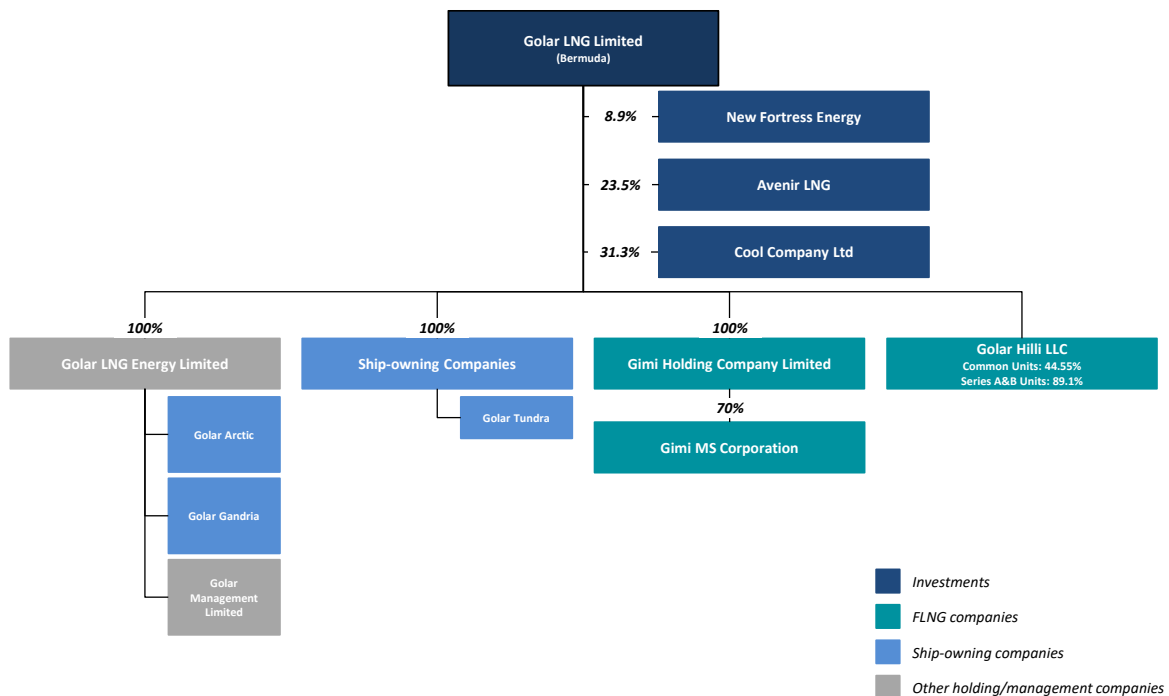 Golar LNG Limited
(Bermuda)
8.9%
New Fortress Energy
23.5%
Avenir LNG
31.3%
Cool Company Ltd
100%
100%
100%
Golar LNG Energy Limited
Ship-owning Companies
Gimi Holding Company Limited
Golar Hilli LLC
Common Units: 44.55%
Series A&B Units: 89.1%
Golar Arctic
Golar Tundra
70%
Gimi MS Corporation
Golar Gandria
Golar
Management
Limited
Investments
FLNG companies
Ship-owning companies
Other holding/management companies